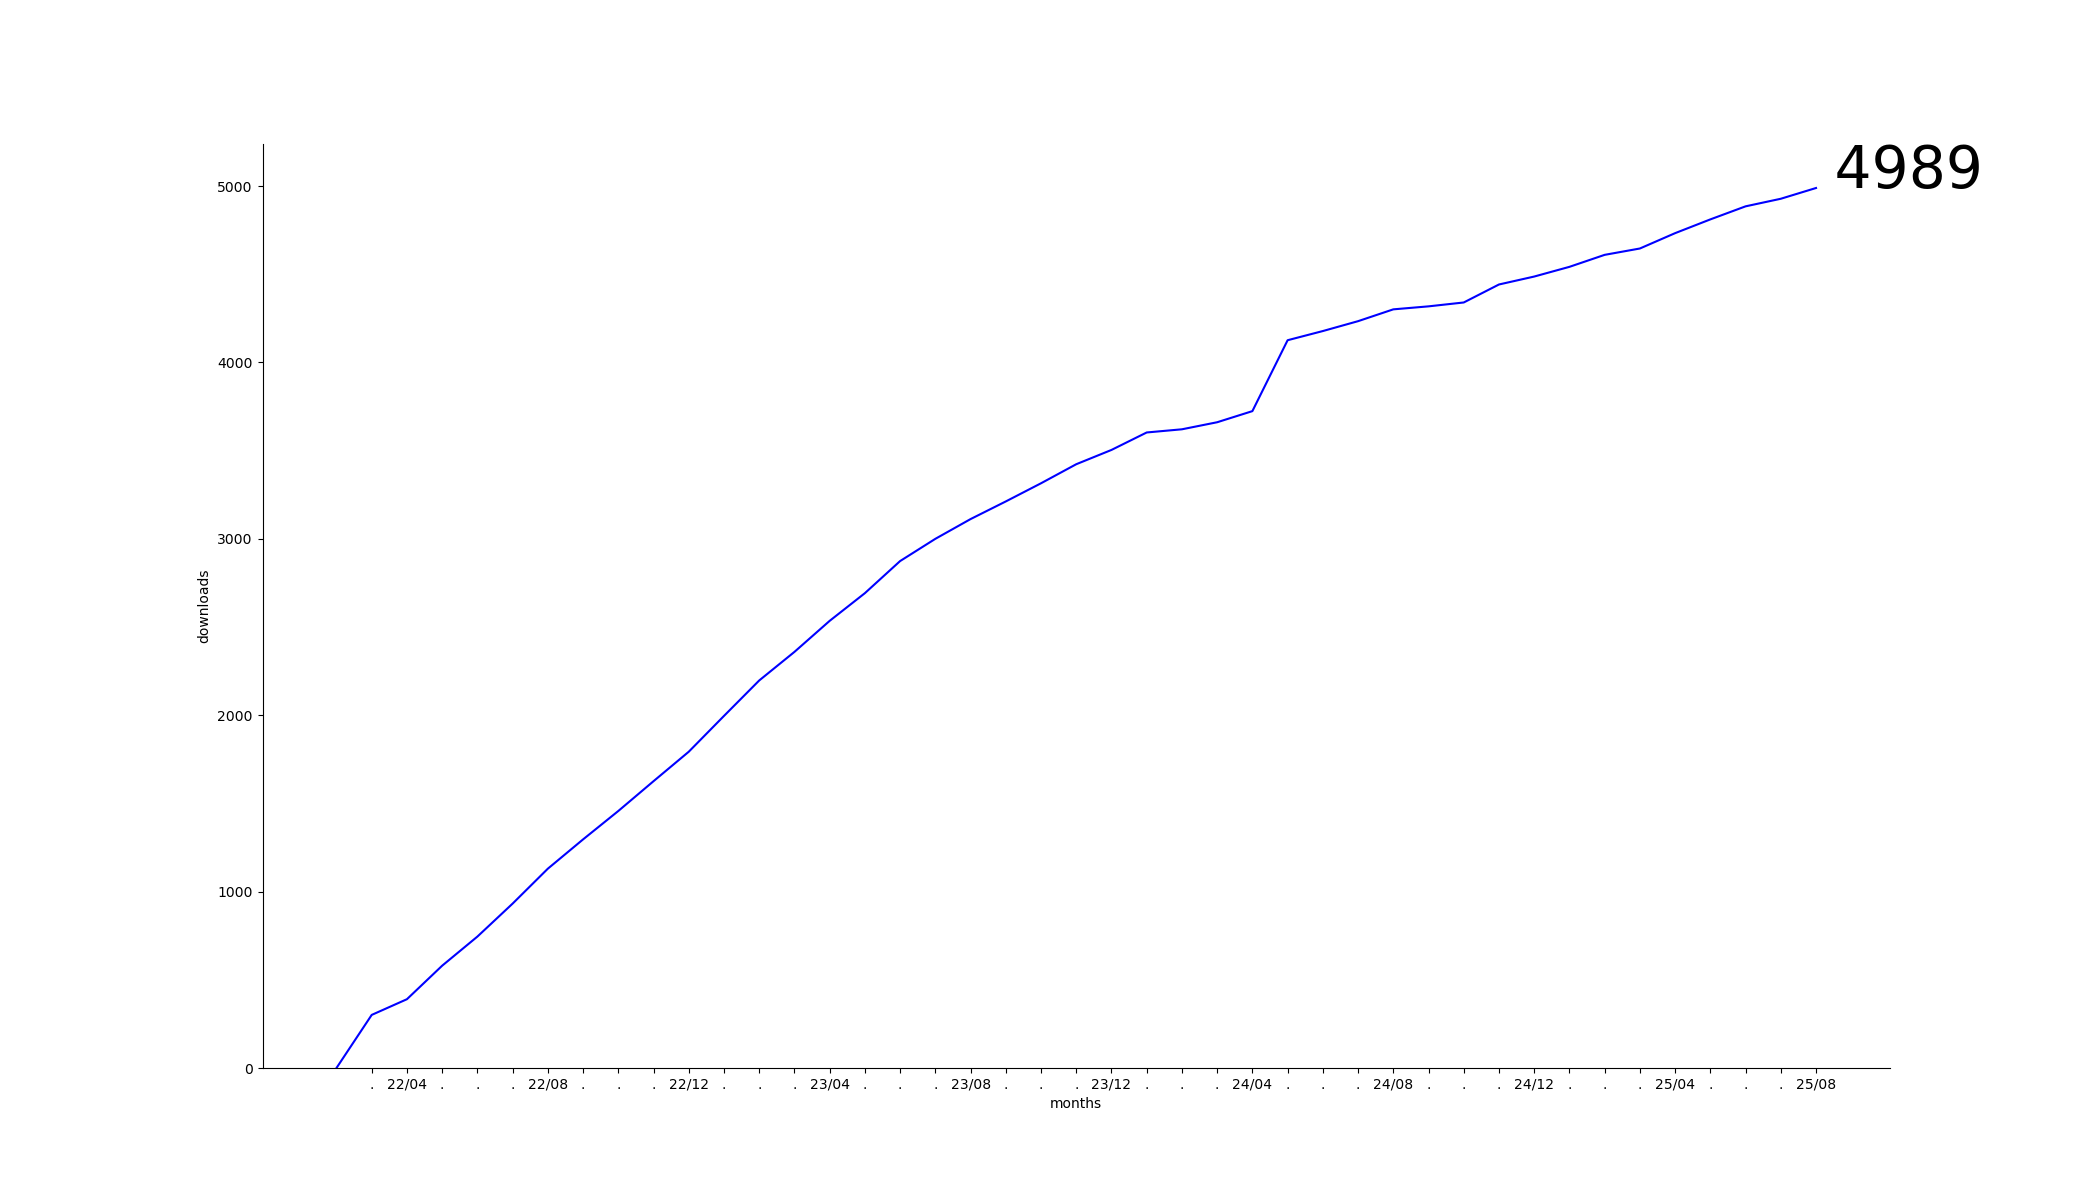 4989
5000
4000
3000
2000
1000
0
downloads
. 22/04 . . . 22/08 . . . 22/12 . . . 23/04 . . . 23/08 . . . 23/12 . . . 24/04 . . . 24/08 . . . 24/12 . . . 25/04 . . . 25/08
months